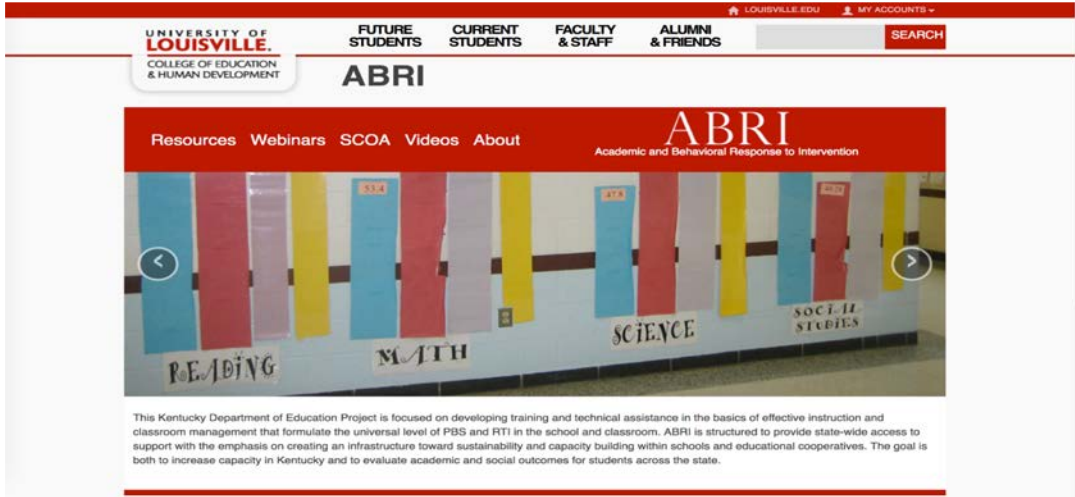 LOUISVILLE.EDU MY ACCOUNTS
UNIVERSITY OF
LOUISVILLE.
COLLEGE OF EDUCATION
& HUMAN DEVELOPMENT
FUTURE
STUDENTS
CURRENT
STUDENTS
FACULTY
& STAFF
ALUMNI
& FRIENDS
SEARCH
ABRI
Resources Webinars SCOA Videos About
ABRI
Academic and Behavioral Response to Intervention
53.4
47.8
READiNG
MATH
SCiENCE
SOCIAL
STUDiES
This Kentucky Department of Education Project is focused on developing training and technical assistance in the basics of effective instruction and
classroom management that formulate the universal level of PBS and RTI in the school and classroom. ABRI is structured to provide state-wide access to
support with the emphasis on creating an infrastructure toward sustainability and capacity building within schools and educational cooperatives. The goal is
both to increase capacity in Kentucky and to evaluate academic and social outcomes for students across the state.